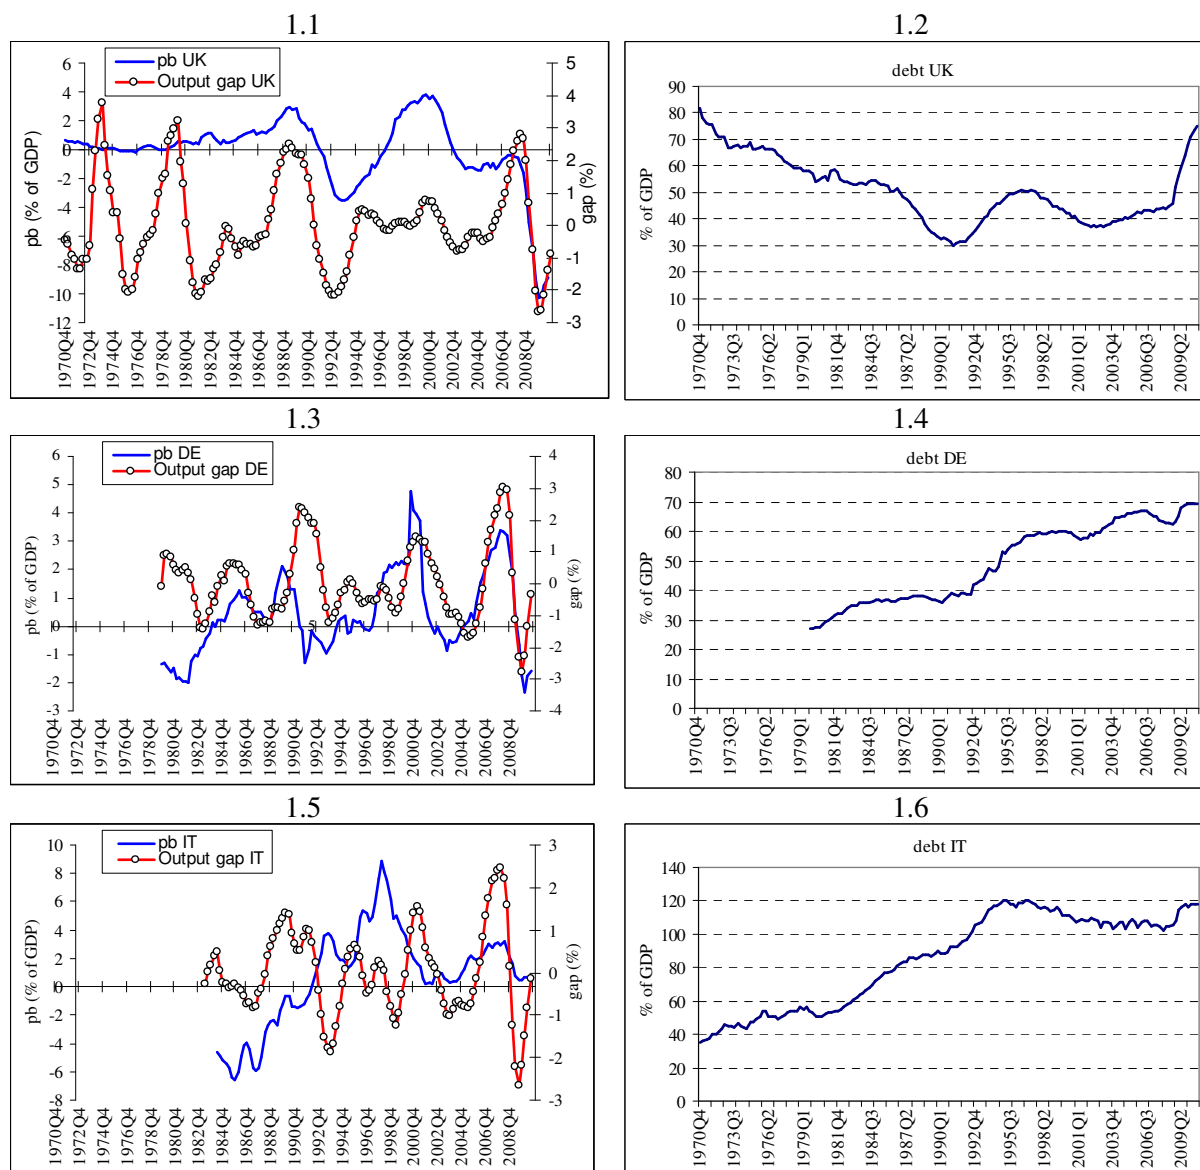 1.1
pb UK
Output gap UK
pb (% of GDP)
6
4
2
0
-2
-4
-6
-8
-10
-12
5
4
3
2
1
0
-1
-2
-3
gap (%)
1970Q4
1972Q4
1974Q4
1976Q4
1978Q4
1980Q4
1982Q4
1984Q4
1986Q4
1988Q4
1990Q4
1992Q4
1994Q4
1996Q4
1998Q4
2000Q4
2002Q4
2004Q4
2006Q4
2008Q4
1.2
debt UK
% of GDP
90
80
70
60
50
40
30
20
10
0
1970Q4
1973Q3
1976Q2
1979Q1
1981Q4
1984Q3
1987Q2
1990Q1
1992Q4
1995Q3
1998Q2
2001Q1
2003Q4
2006Q3
2009Q2
1.3
pb DE
Output gap DE
pb (% of GDP)
6
5
4
3
2
1
0
-1
-2
-3
4
3
2
1
0
-1
-2
-3
-4
gap (%)
1970Q4
1972Q4
1974Q4
1976Q4
1978Q4
1980Q4
1982Q4
1984Q4
1986Q4
1988Q4
1990Q4
1992Q4
1994Q4
1996Q4
1998Q4
2000Q4
2002Q4
2004Q4
2006Q4
2008Q4
1.4
debt DE
% of GDP
80
70
60
50
40
30
20
10
0
1970Q4
1973Q3
1976Q2
1979Q1
1981Q4
1984Q3
1987Q2
1990Q1
1992Q4
1995Q3
1998Q2
2001Q1
2003Q4
2006Q3
2009Q2
1.5
pb IT
Output gap IT
pb (% of GDP)
10
8
6
4
2
0
-2
-4
-6
-8
3
2
1
0
-1
-2
-3
gap (%)
1970Q4
1972Q4
1974Q4
1976Q4
1978Q4
1980Q4
1982Q4
1984Q4
1986Q4
1988Q4
1990Q4
1992Q4
1994Q4
1996Q4
1998Q4
2000Q4
2002Q4
2004Q4
2006Q4
2008Q4
1.6
debt IT
% of GDP
140
120
100
80
60
40
20
0
1970Q4
1973Q3
1976Q2
1979Q1
1981Q4
1984Q3
1987Q2
1990Q1
1992Q4
1995Q3
1998Q2
2001Q1
2003Q4
2006Q3
2009Q2